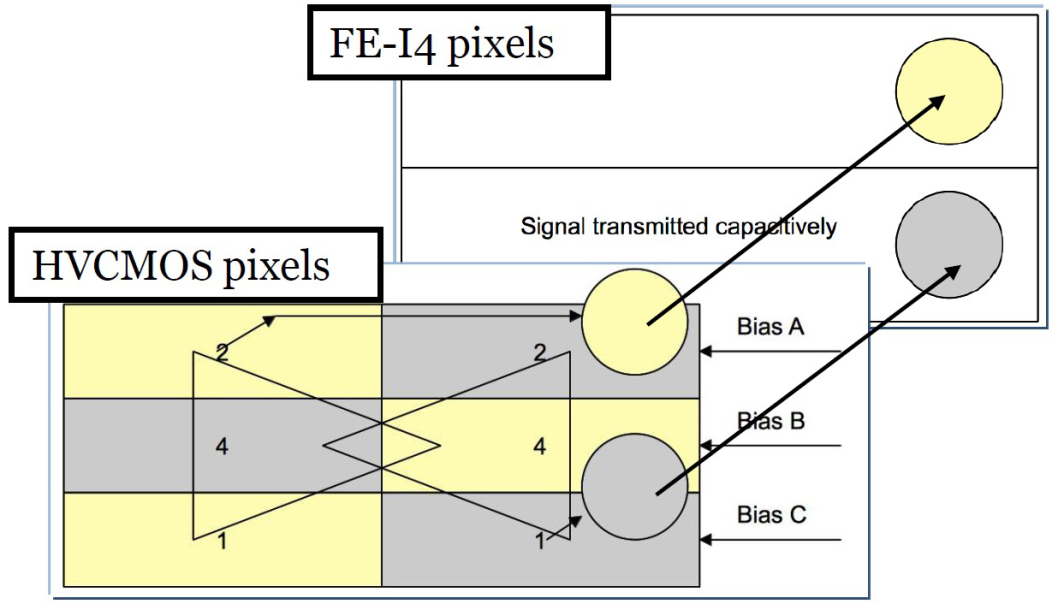 FE-I4 pixels
Signal transmitted capacitively
HVCMOS pixels
2 2 Bias A
4 4 Bias B
1 1 Bias C